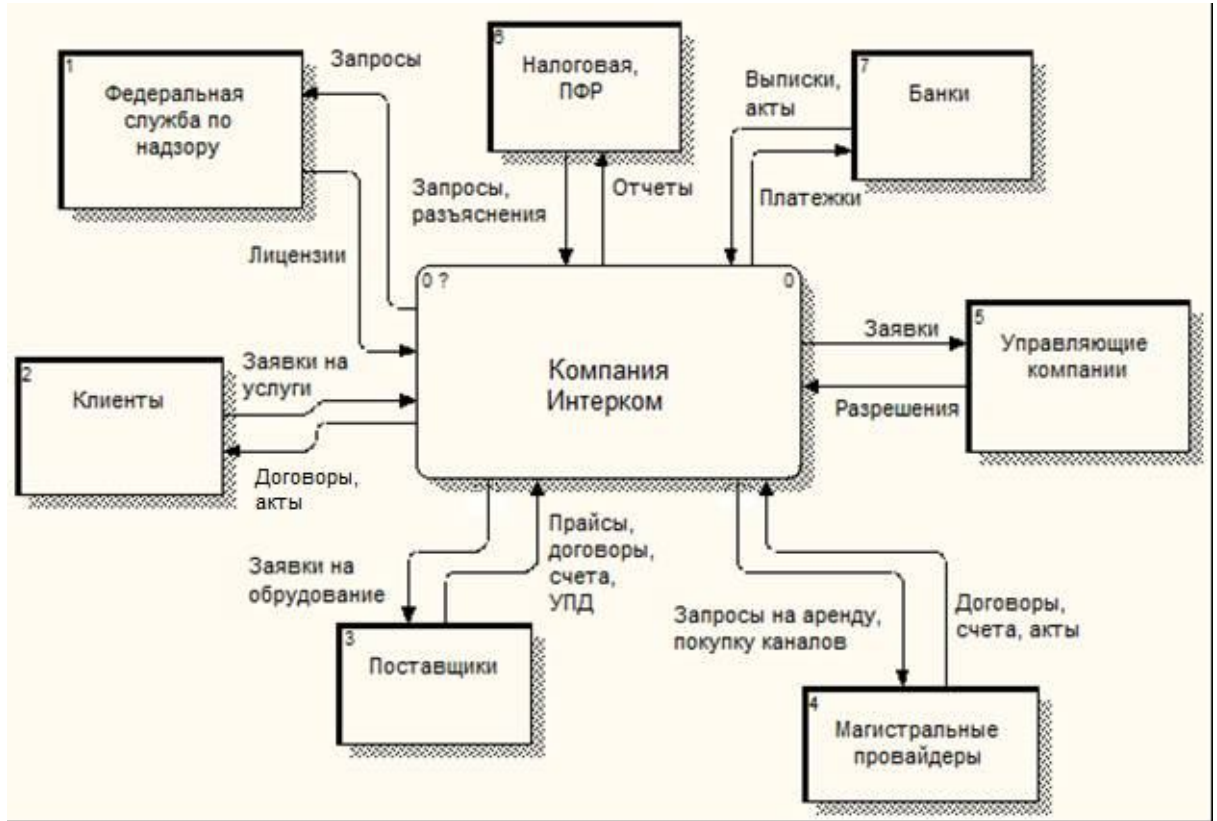 1
Федеральная
служба по
надзору
Запросы
Лицензии
6
Налоговая,
ПФР
Запросы,
разъяснения
Отчеты
7
Банки
Выписки,
акты
Платежки
0 ?
0
Компания
Интерком
2
Клиенты
Заявки на
услуги
Договоры,
акты
Заявки
Разрешения
5
Управляющие
компании
Заявки на
обрудование
Прайсы,
договоры,
счета,
УПД
3
Поставщики
Запросы на аренду,
покупку каналов
Договоры,
счета, акты
4
Магистральные
провайдеры